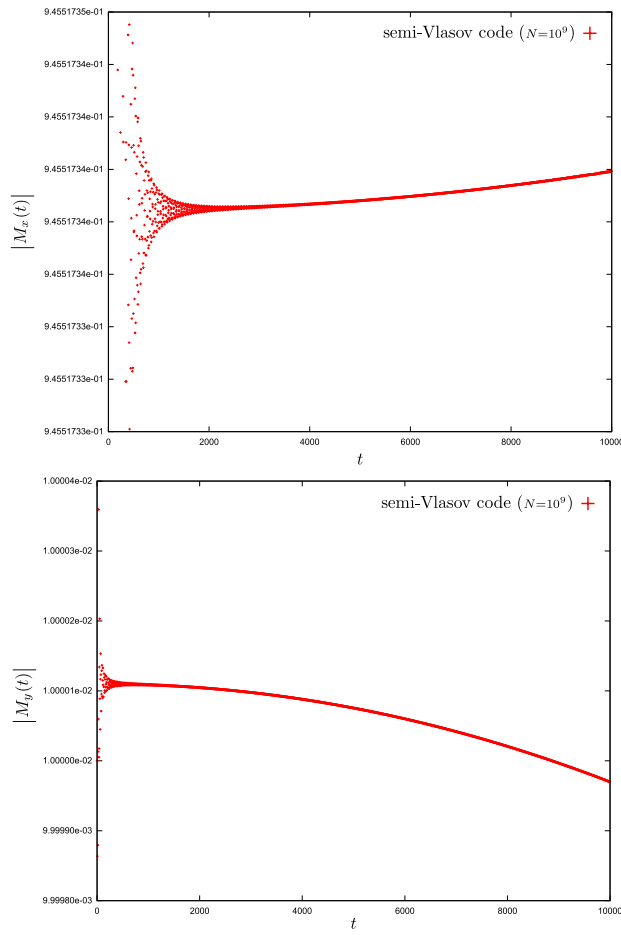 9.4551735e-01
9.4551734e-01
9.4551734e-01
9.4551734e-01
9.4551734e-01
9.4551734e-01
9.4551733e-01
9.4551733e-01
9.4551733e-01
|M_x(t)|
semi-Vlasov code (N=10⁹)
0 2000 4000 6000 8000 10000
t
1.00004e-02
1.00003e-02
1.00002e-02
1.00001e-02
1.00000e-02
9.99990e-03
9.99980e-03
|M_y(t)|
semi-Vlasov code (N=10⁹)
0 2000 4000 6000 8000 10000
t